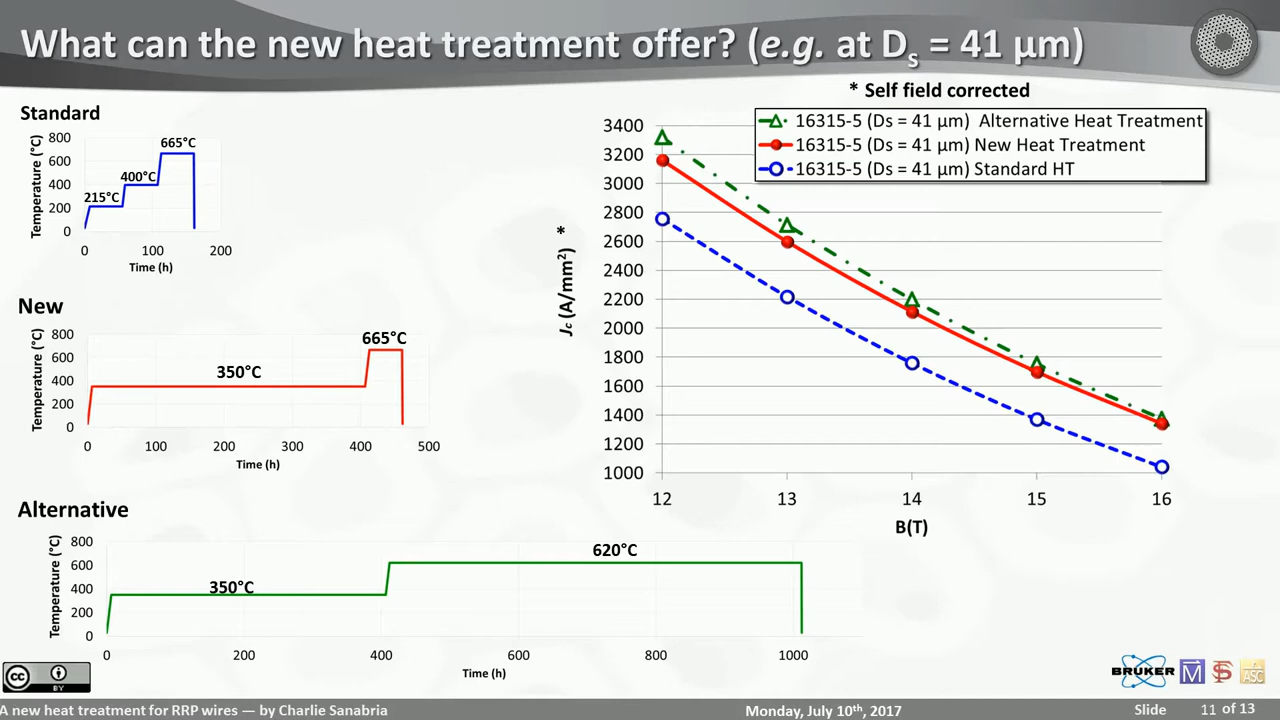 What can the new heat treatment offer? (e.g. at Ds = 41 µm)
Standard
Temperature (°C)
800
600
400
200
0
215°C
400°C
665°C
0 100 200
Time (h)
New
Temperature (°C)
800
600
400
200
0
350°C
665°C
0 100 200 300 400 500
Time (h)
Alternative
Temperature (°C)
800
600
400
200
0
350°C
620°C
0 200 400 600 800 1000
Time (h)
* Self field corrected
16315-5 (Ds = 41 µm) Alternative Heat Treatment
16315-5 (Ds = 41 µm) New Heat Treatment
16315-5 (Ds = 41 µm) Standard HT
Jc (A/mm²) *
3400
3200
3000
2800
2600
2400
2200
2000
1800
1600
1400
1200
1000
12 13 14 15 16
B(T)
cc BY
BRUKER M FS ASC
A new heat treatment for RRP wires — by Charlie Sanabria
Monday, July 10th, 2017
Slide 11 of 13